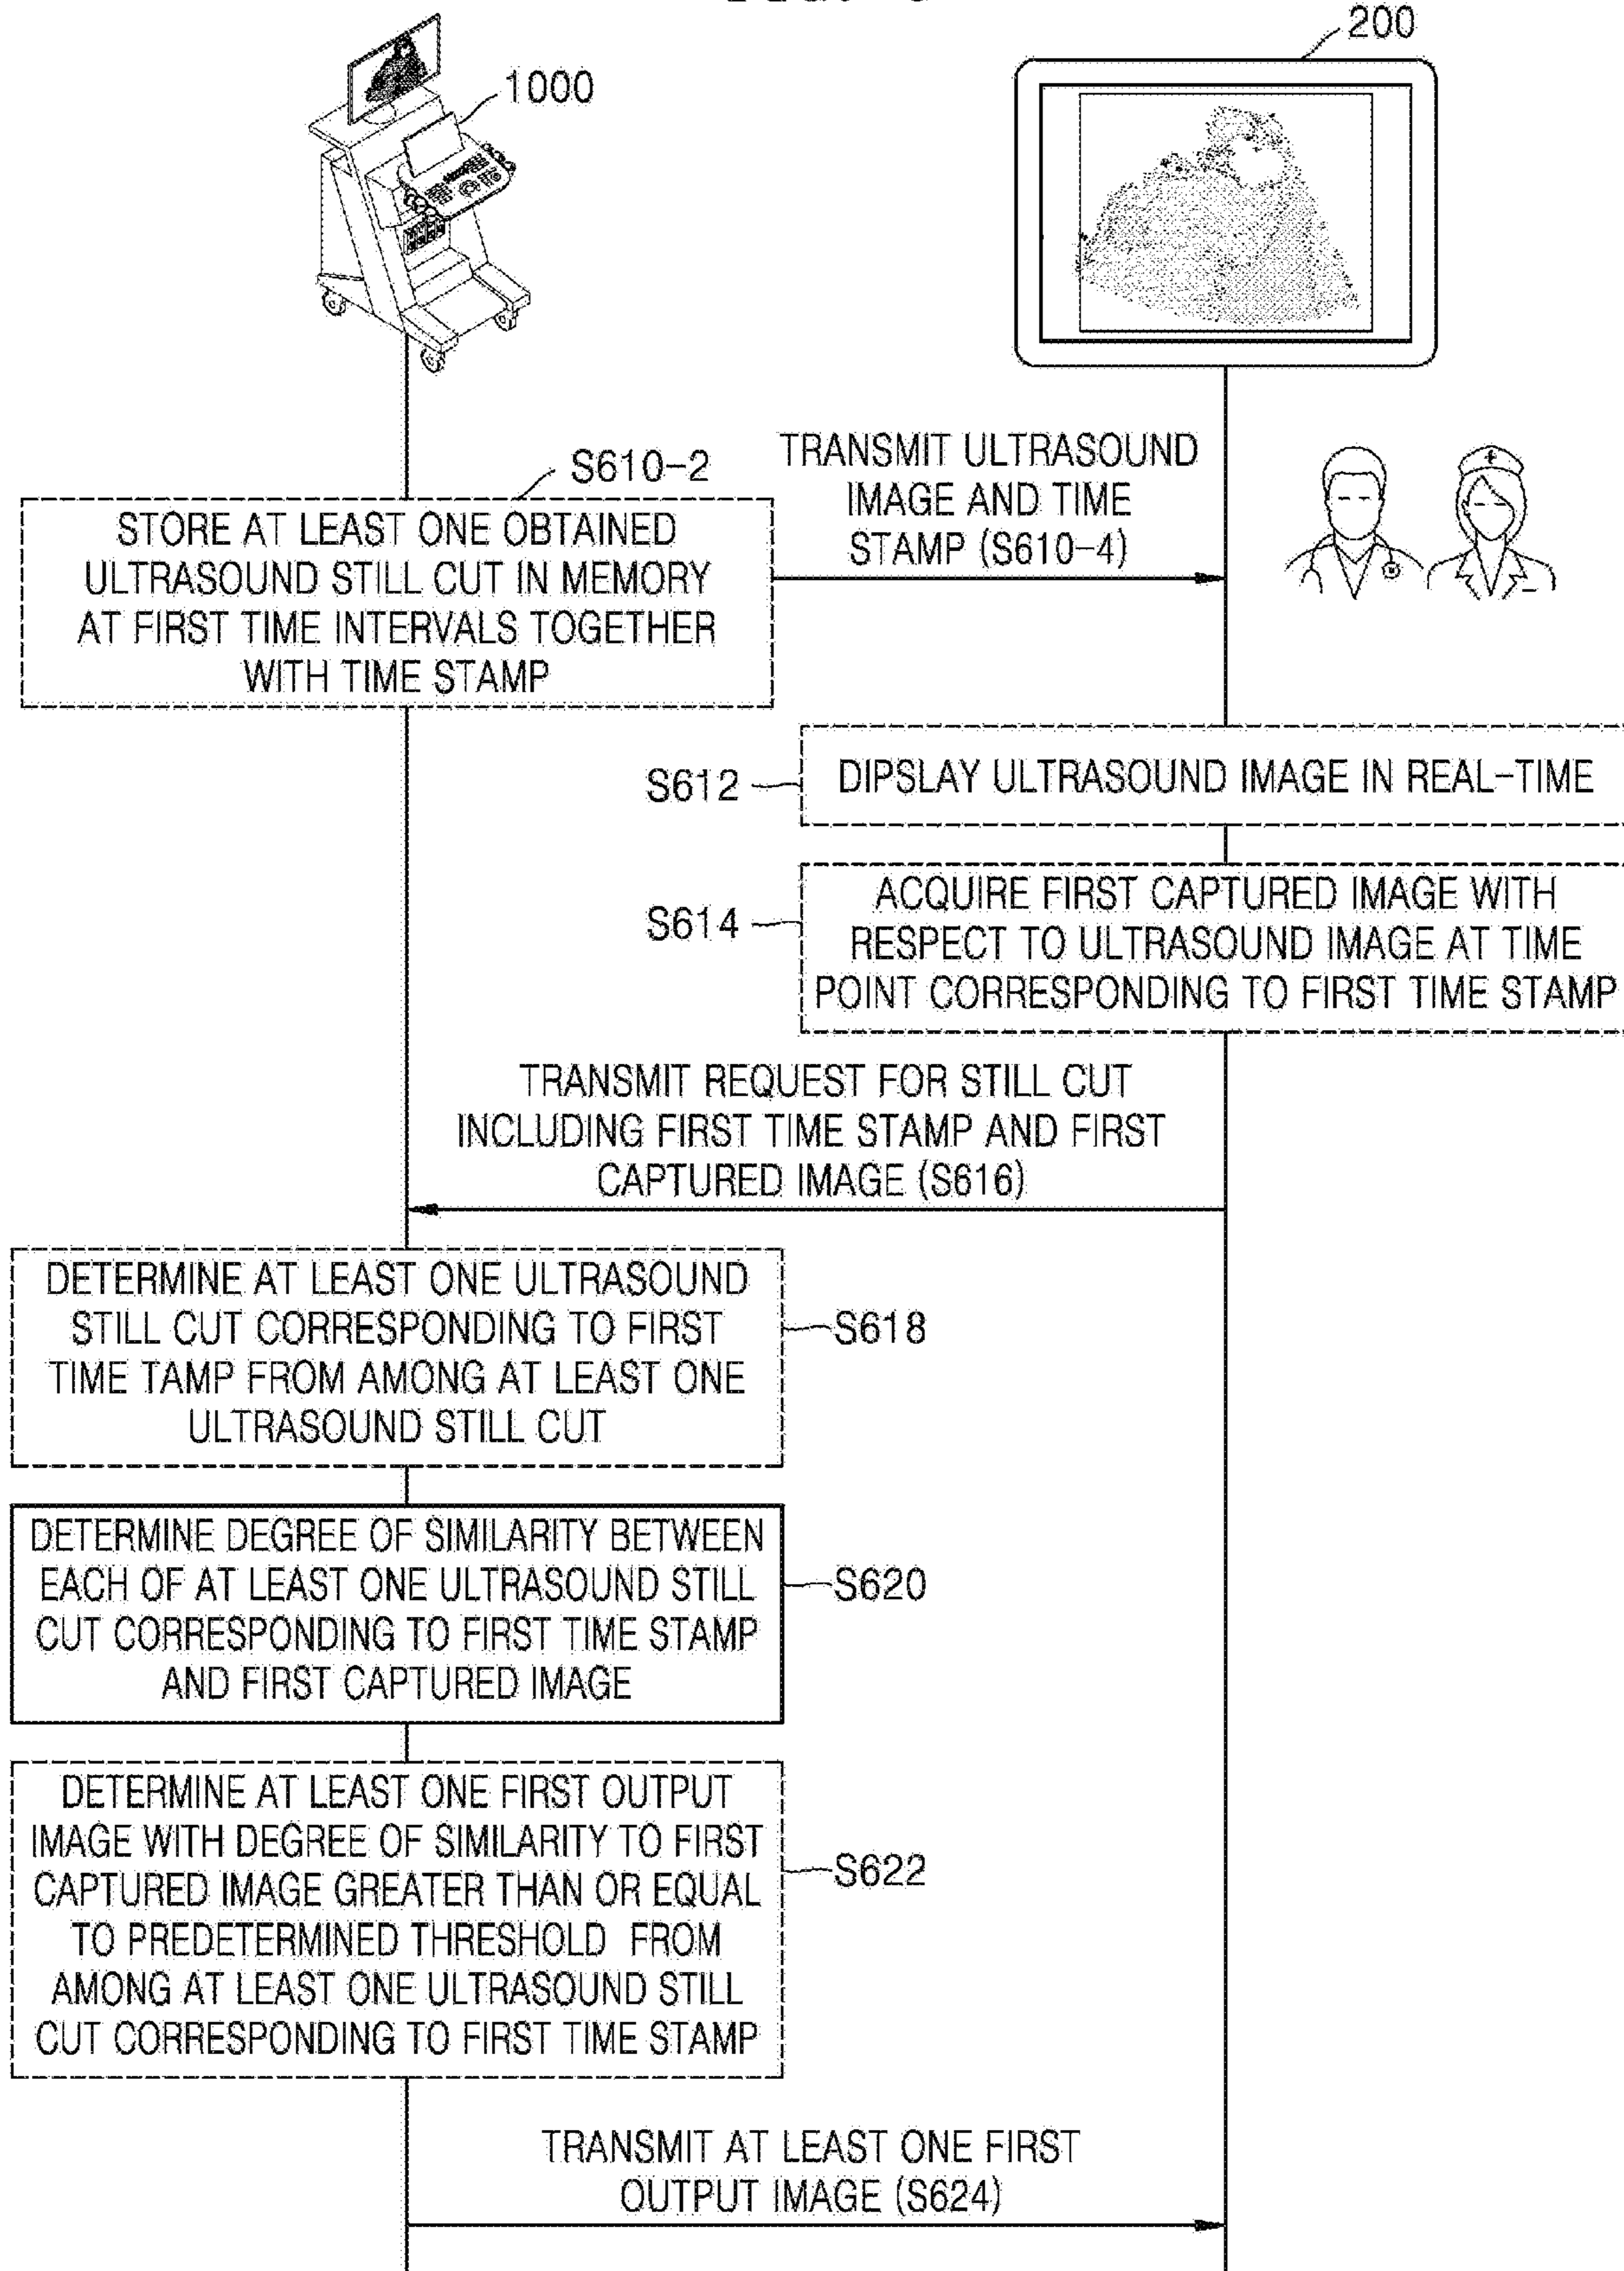 1000
200
S610-2
STORE AT LEAST ONE OBTAINED
ULTRASOUND STILL CUT IN MEMORY
AT FIRST TIME INTERVALS TOGETHER
WITH TIME STAMP
TRANSMIT ULTRASOUND
IMAGE AND TIME
STAMP (S610-4)
S612
DIPSLAY ULTRASOUND IMAGE IN REAL-TIME
S614
ACQUIRE FIRST CAPTURED IMAGE WITH
RESPECT TO ULTRASOUND IMAGE AT TIME
POINT CORRESPONDING TO FIRST TIME STAMP
TRANSMIT REQUEST FOR STILL CUT
INCLUDING FIRST TIME STAMP AND FIRST
CAPTURED IMAGE (S616)
DETERMINE AT LEAST ONE ULTRASOUND
STILL CUT CORRESPONDING TO FIRST
TIME TAMP FROM AMONG AT LEAST ONE
ULTRASOUND STILL CUT
S618
DETERMINE DEGREE OF SIMILARITY BETWEEN
EACH OF AT LEAST ONE ULTRASOUND STILL
CUT CORRESPONDING TO FIRST TIME STAMP
AND FIRST CAPTURED IMAGE
S620
DETERMINE AT LEAST ONE FIRST OUTPUT
IMAGE WITH DEGREE OF SIMILARITY TO FIRST
CAPTURED IMAGE GREATER THAN OR EQUAL
TO PREDETERMINED THRESHOLD FROM
AMONG AT LEAST ONE ULTRASOUND STILL
CUT CORRESPONDING TO FIRST TIME STAMP
S622
TRANSMIT AT LEAST ONE FIRST
OUTPUT IMAGE (S624)